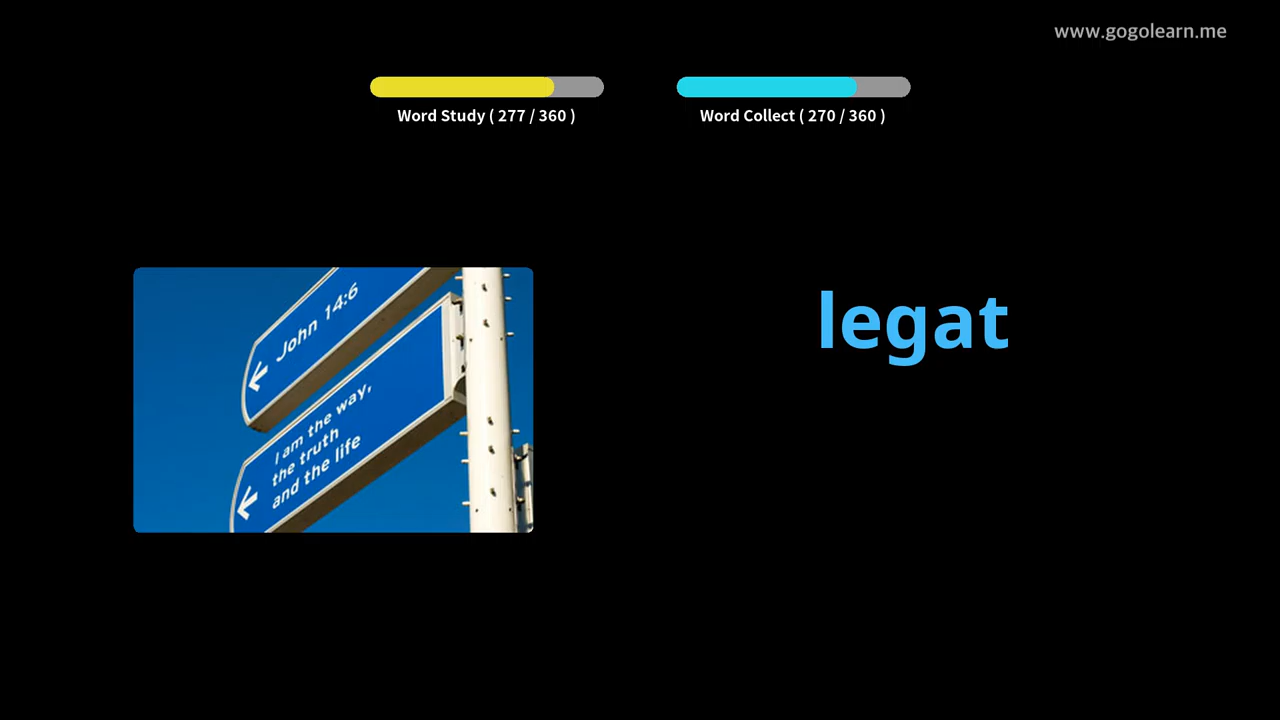 www.gogolearn.me
Word Study ( 277 / 360 )
Word Collect ( 270 / 360 )
John 14:6
I am the way,
the truth
and the life
legat